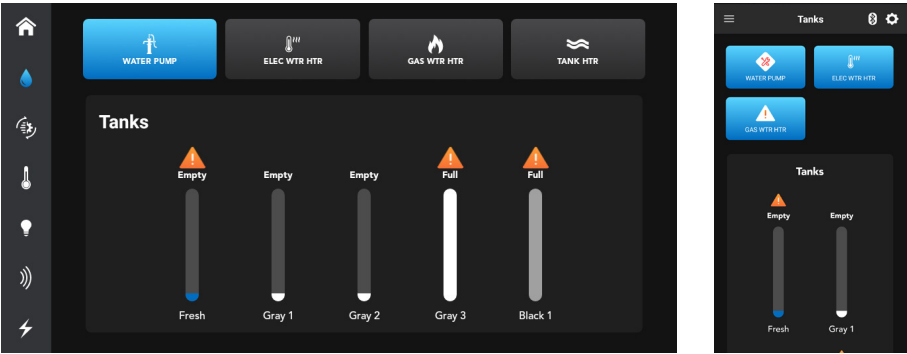 WATER PUMP
ELEC WTR HTR
GAS WTR HTR
TANK HTR
Tanks
Empty
Empty
Empty
Full
Full
Fresh
Gray 1
Gray 2
Gray 3
Black 1
Tanks
WATER PUMP
ELEC WTR HTR
GAS WTR HTR
Tanks
Empty
Empty
Fresh
Gray 1